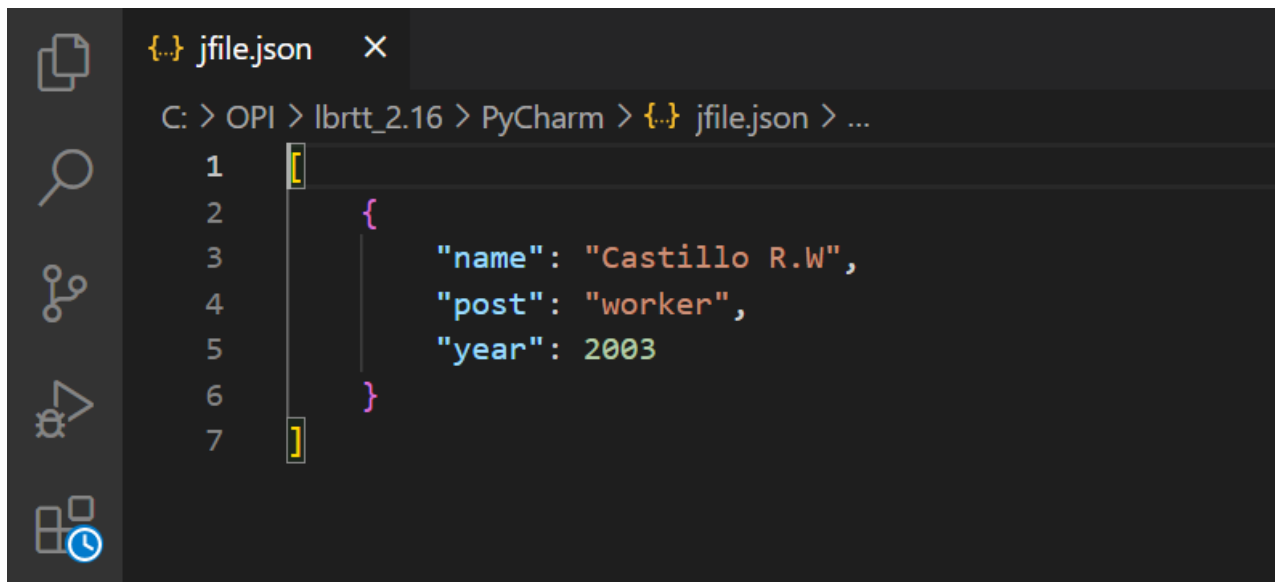 {..} jfile.json ×
C: > OPI > lbrtt_2.16 > PyCharm > {..} jfile.json > ...
1 [
2 {
3 "name": "Castillo R.W",
4 "post": "worker",
5 "year": 2003
6 }
7 ]